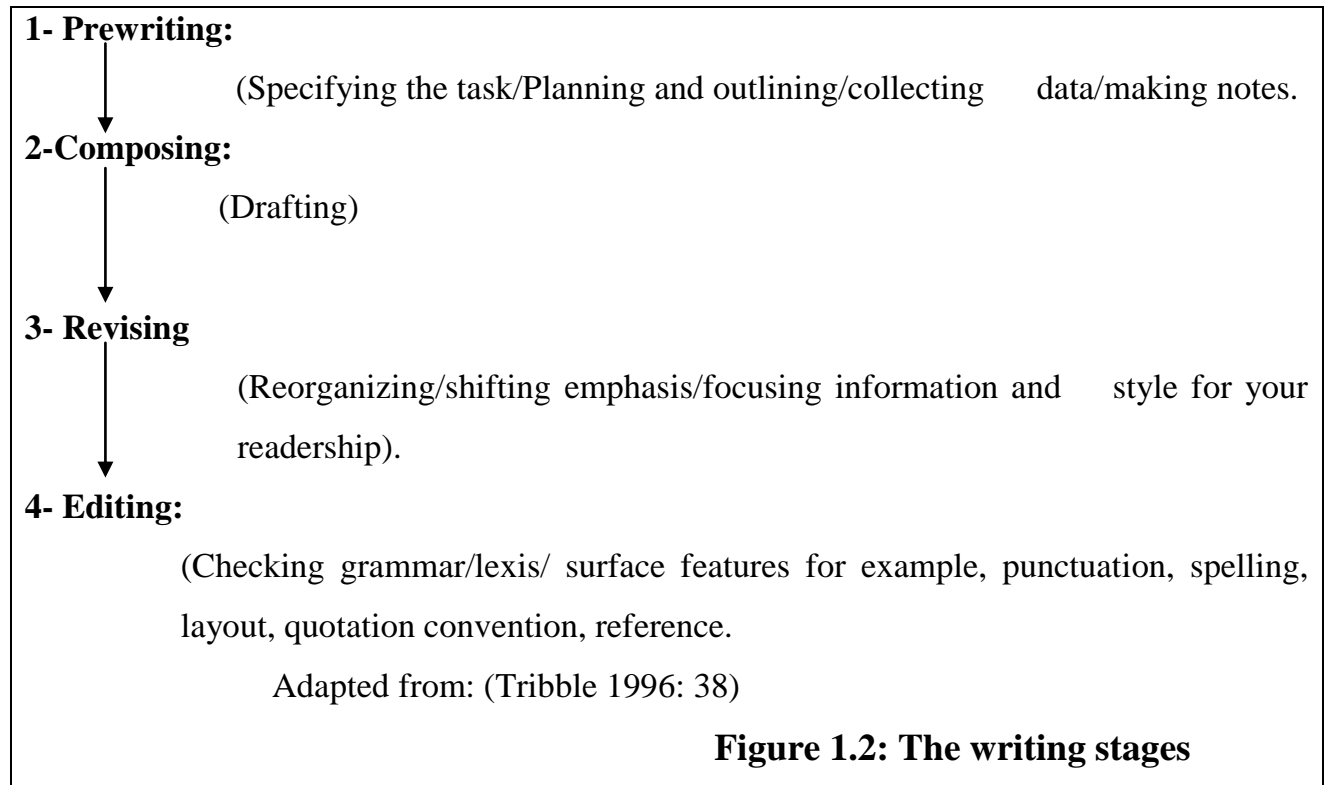 1- Prewriting:
(Specifying the task/Planning and outlining/collecting data/making notes.
2-Composing:
(Drafting)
3- Revising
(Reorganizing/shifting emphasis/focusing information and style for your
readership).
4- Editing:
(Checking grammar/lexis/ surface features for example, punctuation, spelling,
layout, quotation convention, reference.
Adapted from: (Tribble 1996: 38)
Figure 1.2: The writing stages